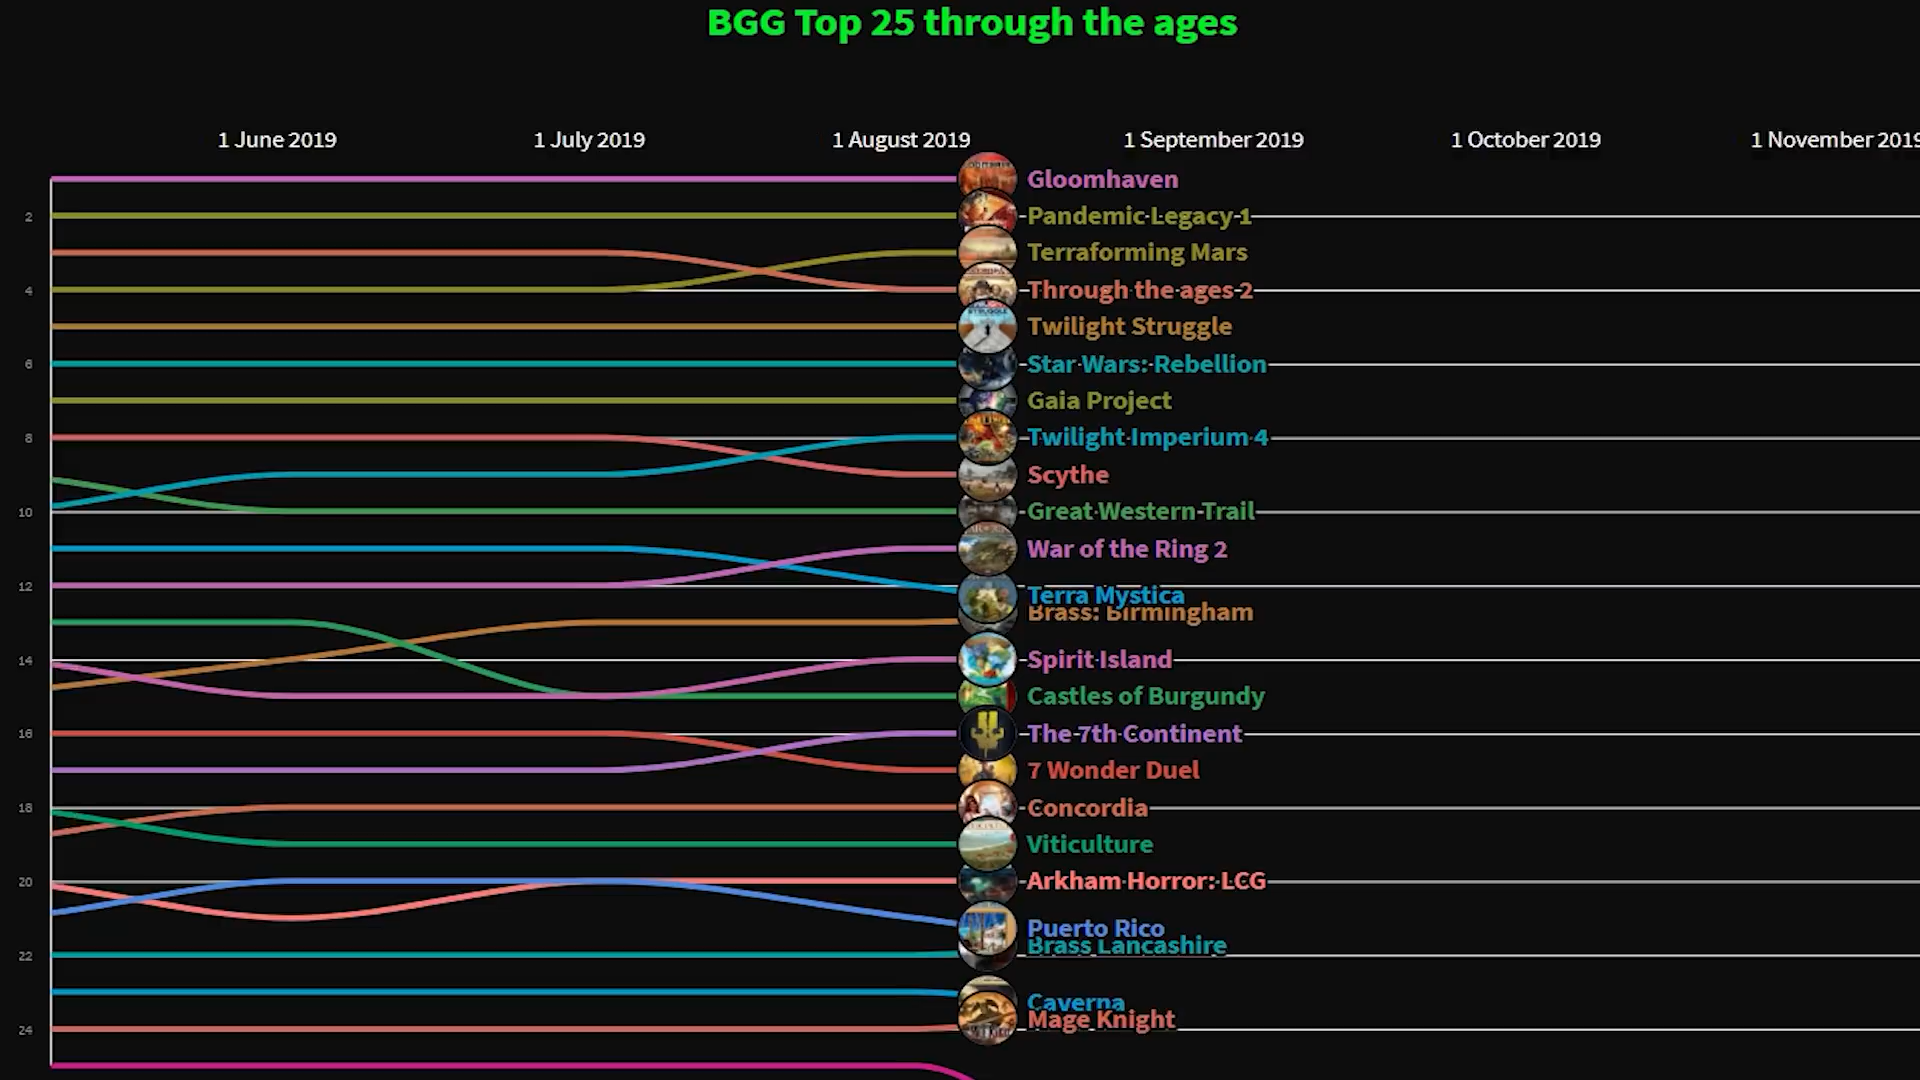 BGG Top 25 through the ages
1 June 2019 1 July 2019 1 August 2019 1 September 2019 1 October 2019 1 November 2019
Gloomhaven
2 Pandemic Legacy 1
Terraforming Mars
4 Through the ages 2
Twilight Struggle
6 Star Wars: Rebellion
Gaia Project
8 Twilight Imperium 4
Scythe
10 Great Western Trail
War of the Ring 2
12
Terra Mystica
Brass: Birmingham
14 Spirit Island
Castles of Burgundy
16 The 7th Continent
7 Wonder Duel
18 Concordia
Viticulture
20 Arkham Horror: LCG
Puerto Rico
Brass Lancashire
22
Caverna
Mage Knight
24